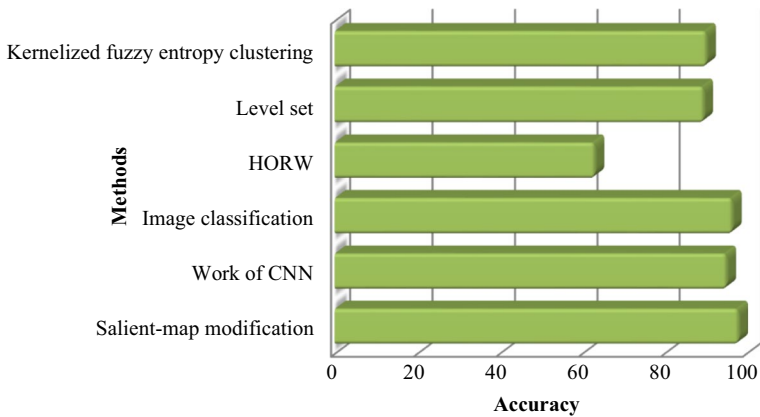 Kernelized fuzzy entropy clustering
Level set
HORW
Image classification
Work of CNN
Salient-map modification
Methods
0 20 40 60 80 100
Accuracy